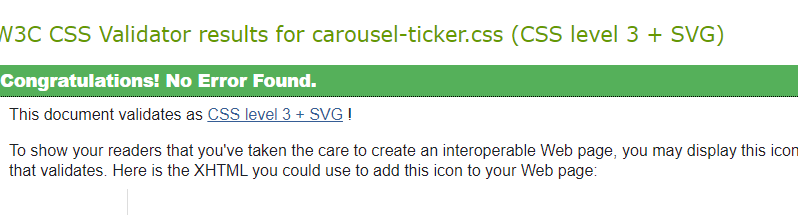 W3C CSS Validator results for carousel-ticker.css (CSS level 3 + SVG)
Congratulations! No Error Found.
This document validates as CSS level 3 + SVG !
To show your readers that you've taken the care to create an interoperable Web page, you may display this icon
that validates. Here is the XHTML you could use to add this icon to your Web page: